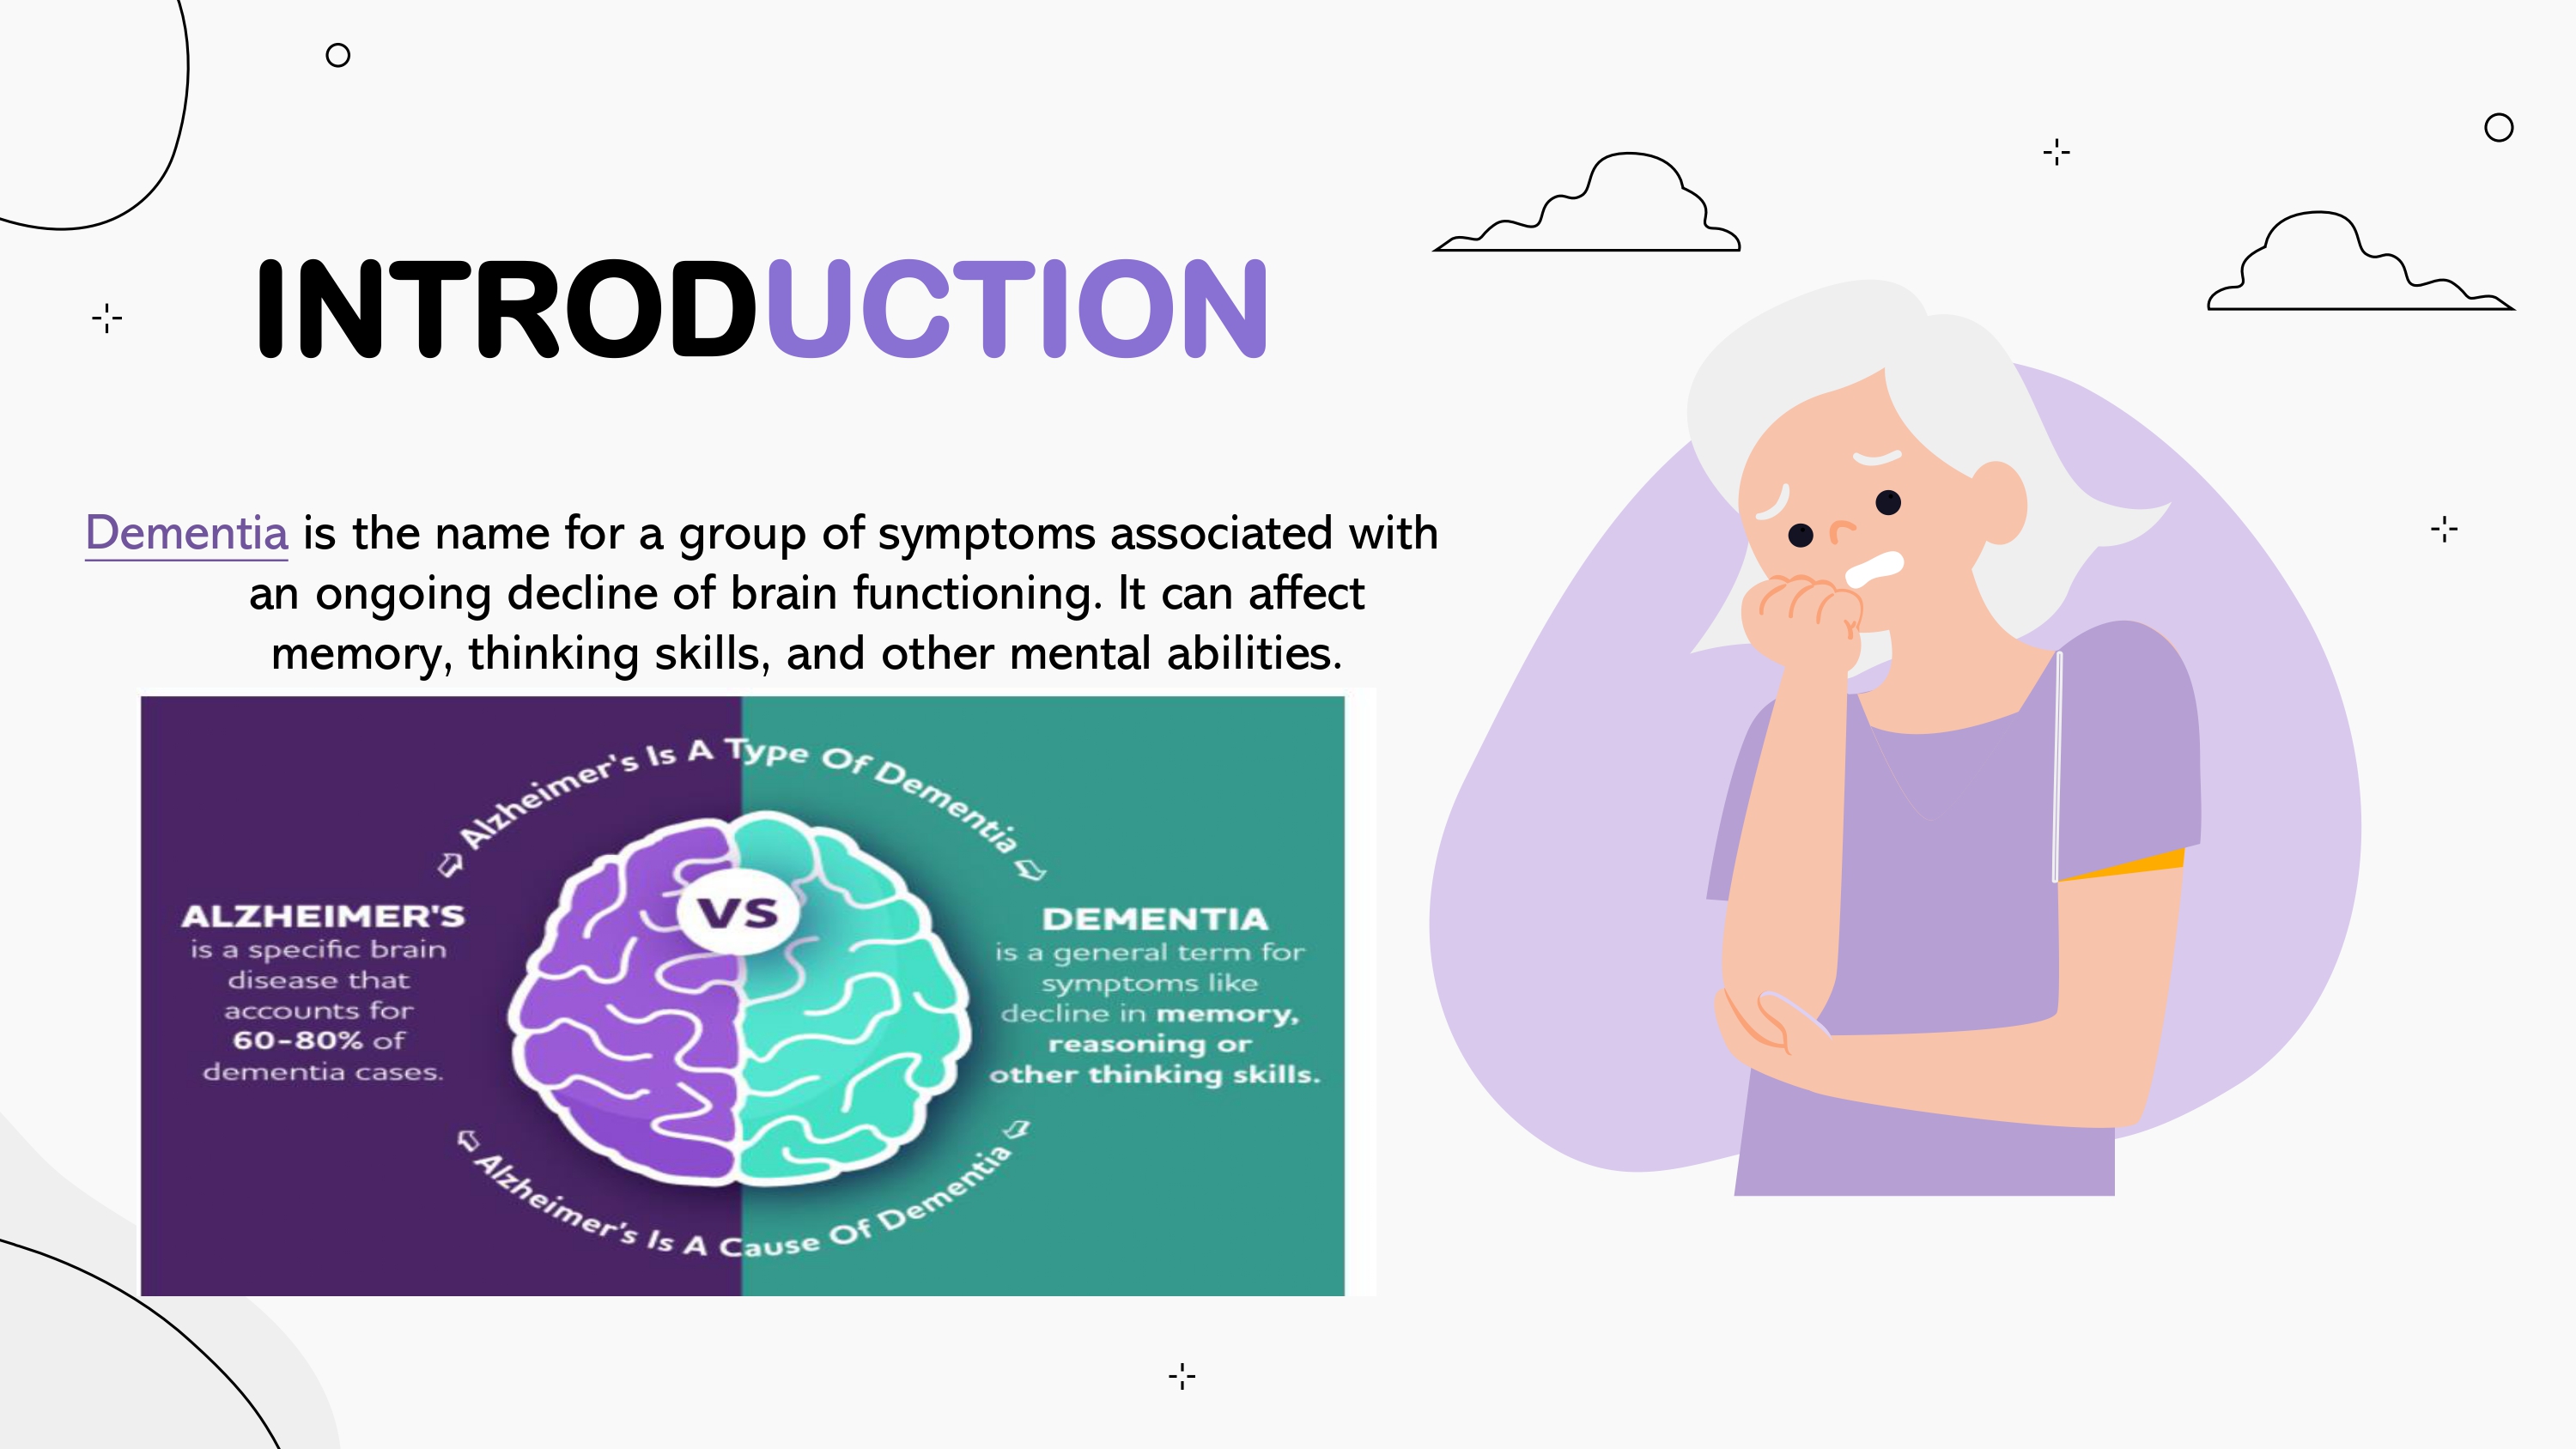 INTRODUCTION
Dementia is the name for a group of symptoms associated with
an ongoing decline of brain functioning. It can affect
memory, thinking skills, and other mental abilities.
Alzheimer's Is A Type Of Dementia
VS
ALZHEIMER'S
is a specific brain
disease that
accounts for
60-80% of
dementia cases.
DEMENTIA
is a general term for
symptoms like
decline in memory,
reasoning or
other thinking skills.
Alzheimer's Is A Cause Of Dementia